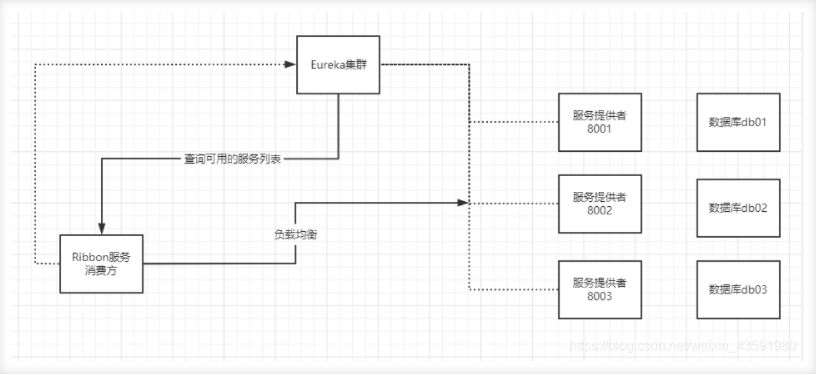 Eureka集群
服务提供者
8001
数据库db01
查询可用的服务列表
服务提供者
8002
数据库db02
负载均衡
Ribbon服务
消费方
服务提供者
8003
数据库db03
https://blog.csdn.net/weixin_43591980